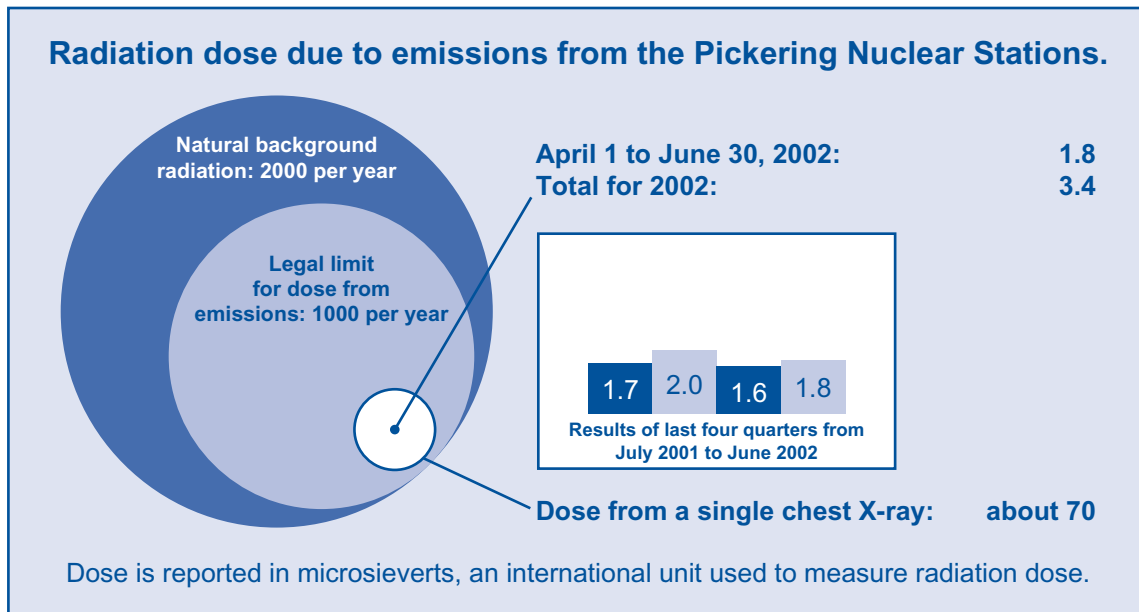 Radiation dose due to emissions from the Pickering Nuclear Stations.
Natural background
radiation: 2000 per year
Legal limit
for dose from
emissions: 1000 per year
April 1 to June 30, 2002: 1.8
Total for 2002: 3.4
1.7 2.0 1.6 1.8
Results of last four quarters from
July 2001 to June 2002
Dose from a single chest X-ray: about 70
Dose is reported in microsieverts, an international unit used to measure radiation dose.